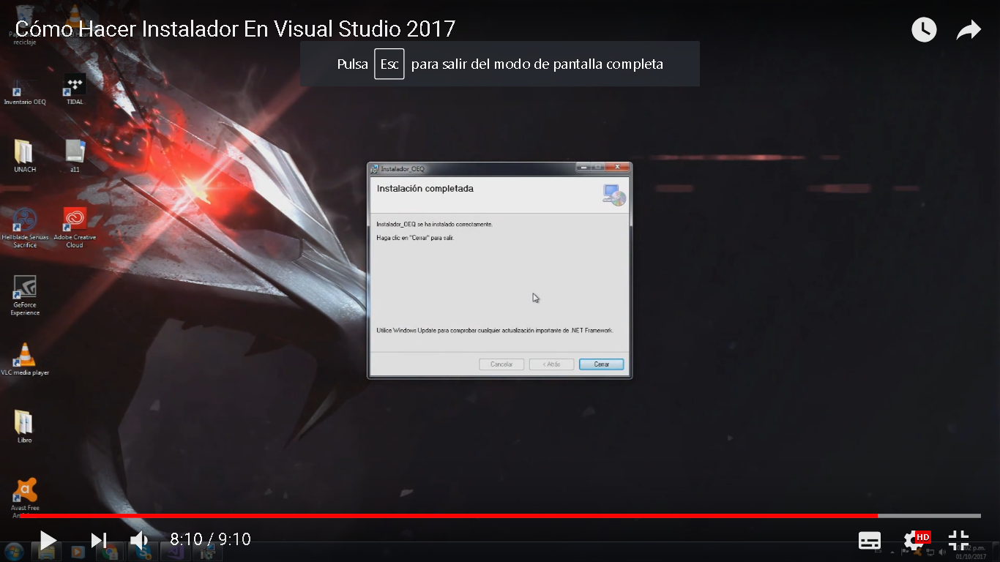 Cómo Hacer Instalador En Visual Studio 2017
Pulsa Esc para salir del modo de pantalla completa
reciclaje
Inventario OEQ
TIDAL
UNACH
a11
Hellblade Senuas
Sacrifice
Adobe Creative
Cloud
GeForce
Experience
VLC media player
Libro
Avast Free
Instalador_OEQ
Instalación completada
Instalador_OEQ se ha instalado correctamente.
Haga clic en "Cerrar" para salir.
Utilice Windows Update para comprobar cualquier actualización importante de .NET Framework.
Cancelar
< Atrás
Cerrar
8:10 / 9:10
HD
p.m.
01/10/2017